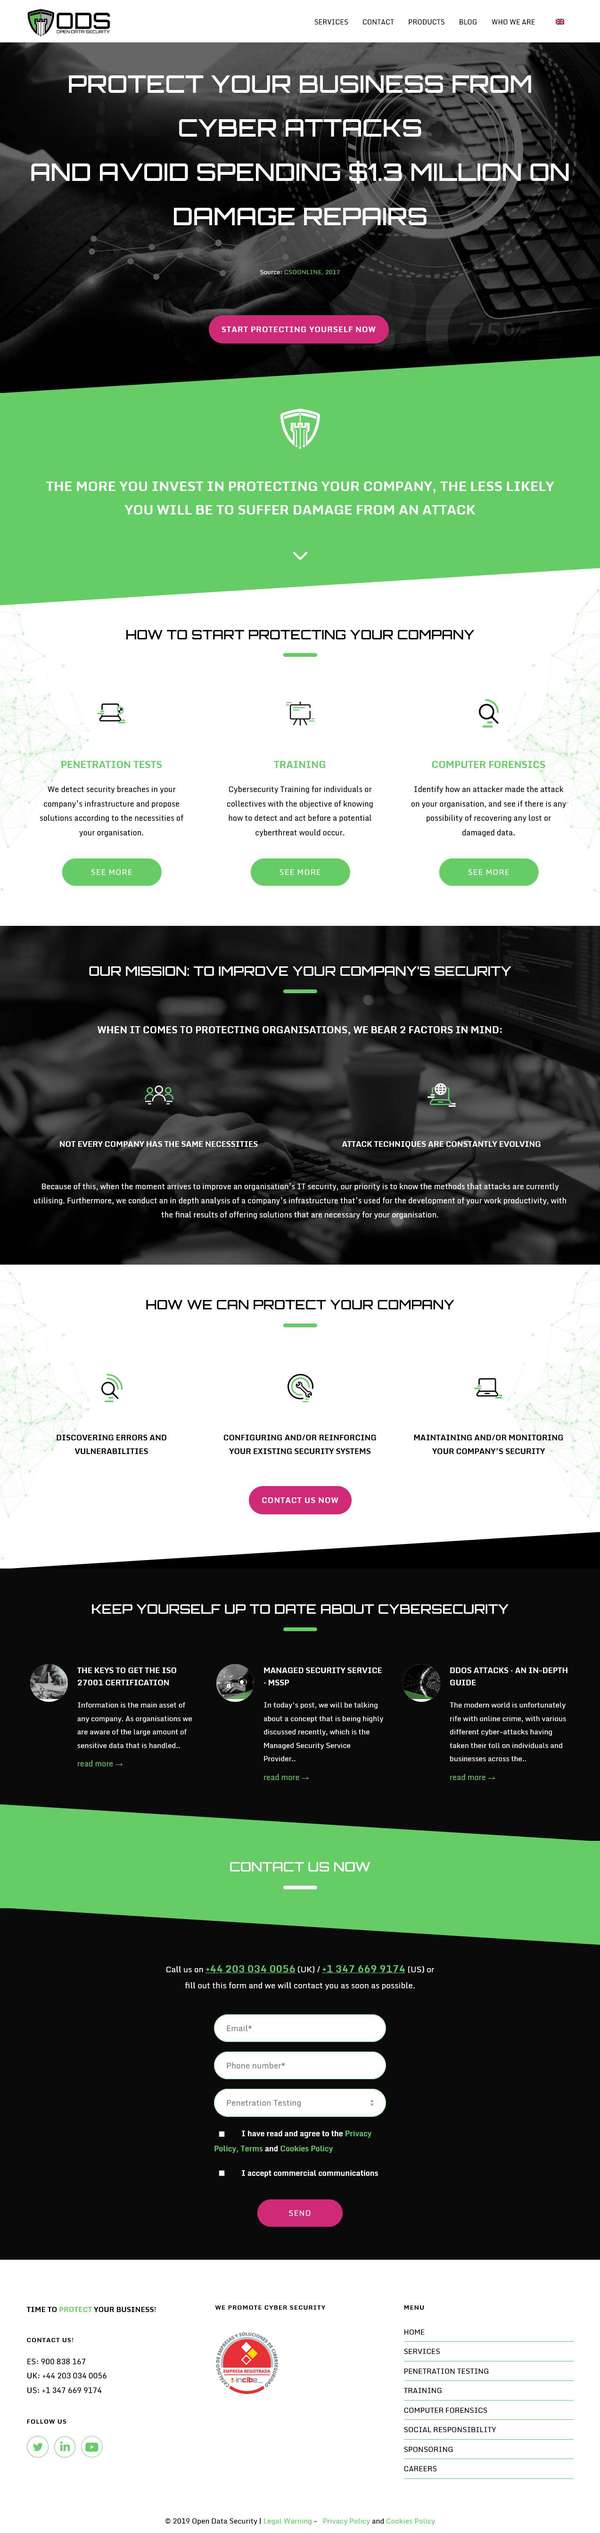 ODS
OPEN DATA SECURITY
SERVICES CONTACT PRODUCTS BLOG WHO WE ARE
PROTECT YOUR BUSINESS FROM
CYBER ATTACKS
AND AVOID SPENDING $1.3 MILLION ON
DAMAGE REPAIRS
Source: CSOONLINE, 2017
START PROTECTING YOURSELF NOW
75%
THE MORE YOU INVEST IN PROTECTING YOUR COMPANY, THE LESS LIKELY
YOU WILL BE TO SUFFER DAMAGE FROM AN ATTACK
HOW TO START PROTECTING YOUR COMPANY
PENETRATION TESTS
We detect security breaches in your
company's infrastructure and propose
solutions according to the necessities of
your organisation.
SEE MORE
TRAINING
Cybersecurity Training for individuals or
collectives with the objective of knowing
how to detect and act before a potential
cyberthreat would occur.
SEE MORE
COMPUTER FORENSICS
Identify how an attacker made the attack
on your organisation, and see if there is any
possibility of recovering any lost or
damaged data.
SEE MORE
OUR MISSION: TO IMPROVE YOUR COMPANY'S SECURITY
WHEN IT COMES TO PROTECTING ORGANISATIONS, WE BEAR 2 FACTORS IN MIND:
NOT EVERY COMPANY HAS THE SAME NECESSITIES
ATTACK TECHNIQUES ARE CONSTANTLY EVOLVING
Because of this, when the moment arrives to improve an organisation's IT security, our priority is to know the methods that attacks are currently
utilising. Furthermore, we conduct an in depth analysis of a company's infrastructure that's used for the development of your work productivity, with
the final results of offering solutions that are necessary for your organisation.
HOW WE CAN PROTECT YOUR COMPANY
DISCOVERING ERRORS AND
VULNERABILITIES
CONFIGURING AND/OR REINFORCING
YOUR EXISTING SECURITY SYSTEMS
MAINTAINING AND/OR MONITORING
YOUR COMPANY'S SECURITY
CONTACT US NOW
KEEP YOURSELF UP TO DATE ABOUT CYBERSECURITY
THE KEYS TO GET THE ISO
27001 CERTIFICATION
Information is the main asset of
any company. As organisations we
are aware of the large amount of
sensitive data that is handled..
read more →
MANAGED SECURITY SERVICE
- MSSP
In today's post, we will be talking
about a concept that is being highly
discussed recently, which is the
Managed Security Service
Provider..
read more →
DDOS ATTACKS - AN IN-DEPTH
GUIDE
The modern world is unfortunately
rife with online crime, with various
different cyber-attacks having
taken their toll on individuals and
businesses across the..
read more →
CONTACT US NOW
Call us on +44 203 034 0056 (UK) / +1 347 669 9174 (US) or
fill out this form and we will contact you as soon as possible.
Email*
Phone number*
Penetration Testing
I have read and agree to the Privacy
Policy, Terms and Cookies Policy
I accept commercial communications
SEND
TIME TO PROTECT YOUR BUSINESS!
CONTACT US!
ES: 900 838 167
UK: +44 203 034 0056
US: +1 347 669 9174
FOLLOW US
WE PROMOTE CYBER SECURITY
CATÁLOGO DE EMPRESAS Y SOLUCIONES DE CIBERSEGURIDAD
EMPRESA REGISTRADA
incibe
MENU
HOME
SERVICES
PENETRATION TESTING
TRAINING
COMPUTER FORENSICS
SOCIAL RESPONSIBILITY
SPONSORING
CAREERS
© 2019 Open Data Security | Legal Warning - Privacy Policy and Cookies Policy